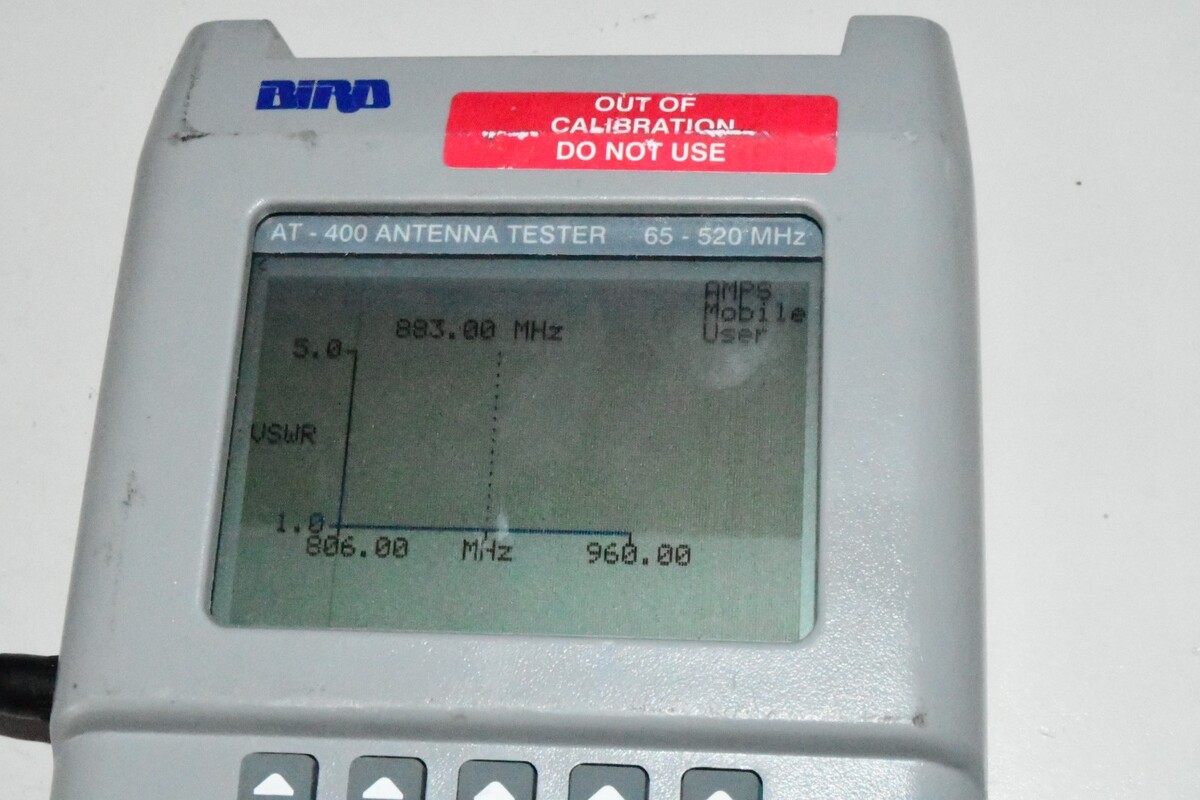 BIRD
OUT OF
CALIBRATION
DO NOT USE
AT - 400 ANTENNA TESTER 65 - 520 MHz
AMPS
Mobile
User
883.00 MHz
5.0
VSWR
1.0
806.00 MHz 960.00